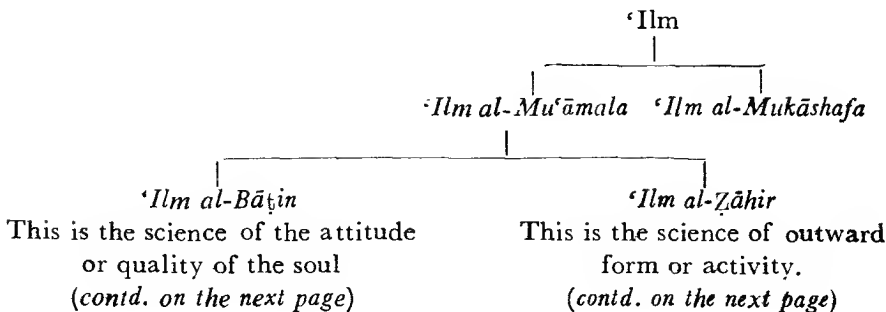 ‘Ilm
‘Ilm al-Mu‘āmala ‘Ilm al-Mukāshafa
‘Ilm al-Bāṭin ‘Ilm al-Ẓāhir
This is the science of the attitude This is the science of outward
or quality of the soul form or activity.
(contd. on the next page) (contd. on the next page)